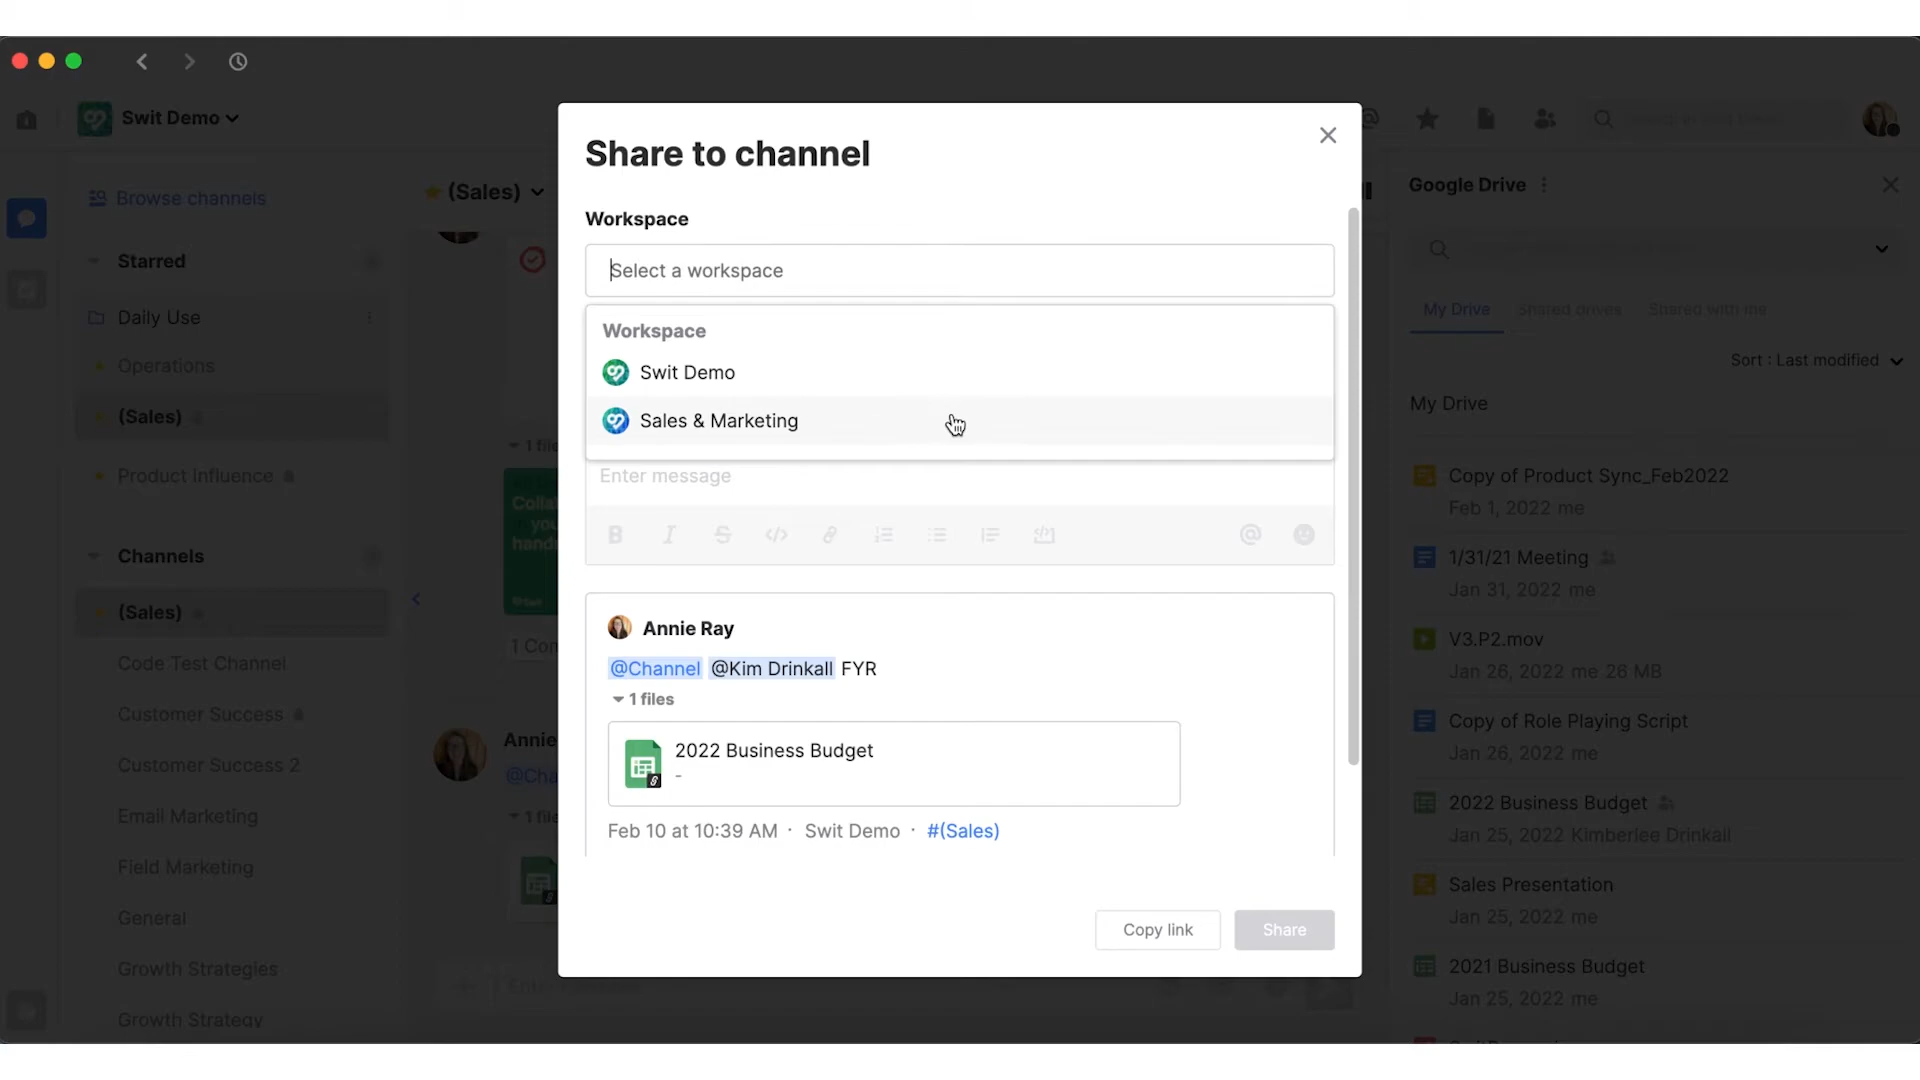 Swit Demo
Browse channels
Starred
Daily Use
Operations
(Sales)
Product Influence
Channels
(Sales)
Code Test Channel
Customer Success
Customer Success 2
Email Marketing
Field Marketing
General
Growth Strategies
Growth Strategy
(Sales)
1
1 Con
Annie
@Cha
1
Share to channel
Workspace
Select a workspace
Workspace
Swit Demo
Sales & Marketing
Enter message
Annie Ray
@Channel @Kim Drinkall FYR
1 files
2022 Business Budget
-
Feb 10 at 10:39 AM · Swit Demo · #(Sales)
Copy link
Share
Google Drive
My Drive
Shared drives
Shared with me
Sort : Last modified
My Drive
Copy of Product Sync_Feb2022
Feb 1, 2022 me
1/31/21 Meeting
Jan 31, 2022 me
V3.P2.mov
Jan 26, 2022 me 26 MB
Copy of Role Playing Script
Jan 26, 2022 me
2022 Business Budget
Jan 25, 2022 Kimberlee Drinkall
Sales Presentation
Jan 25, 2022 me
2021 Business Budget
Jan 25, 2022 me